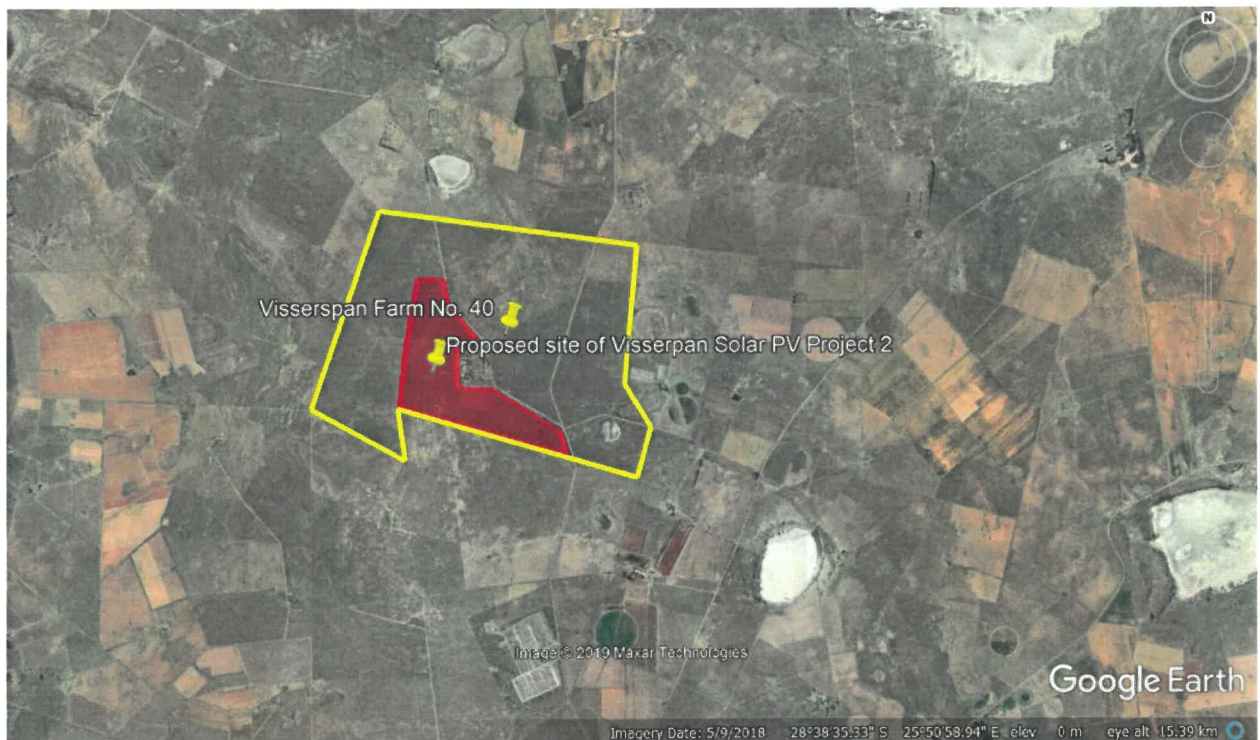 N
Visserspan Farm No. 40
Proposed site of Visserpan Solar PV Project 2
Image © 2019 Maxar Technologies
Google Earth
Imagery Date: 5/9/2018 28°38'35.33" S 25°50'58.94" E elev 0 m eye alt 15.39 km